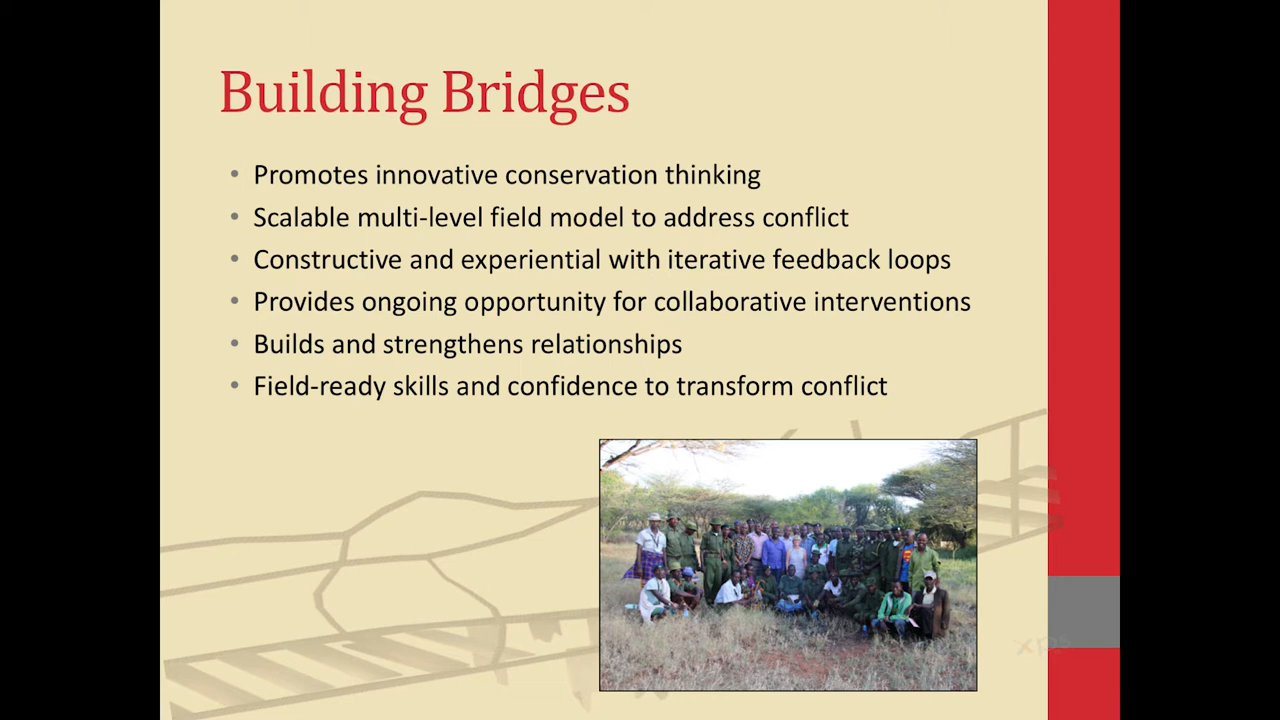 Building Bridges
• Promotes innovative conservation thinking
• Scalable multi-level field model to address conflict
• Constructive and experiential with iterative feedback loops
• Provides ongoing opportunity for collaborative interventions
• Builds and strengthens relationships
• Field-ready skills and confidence to transform conflict